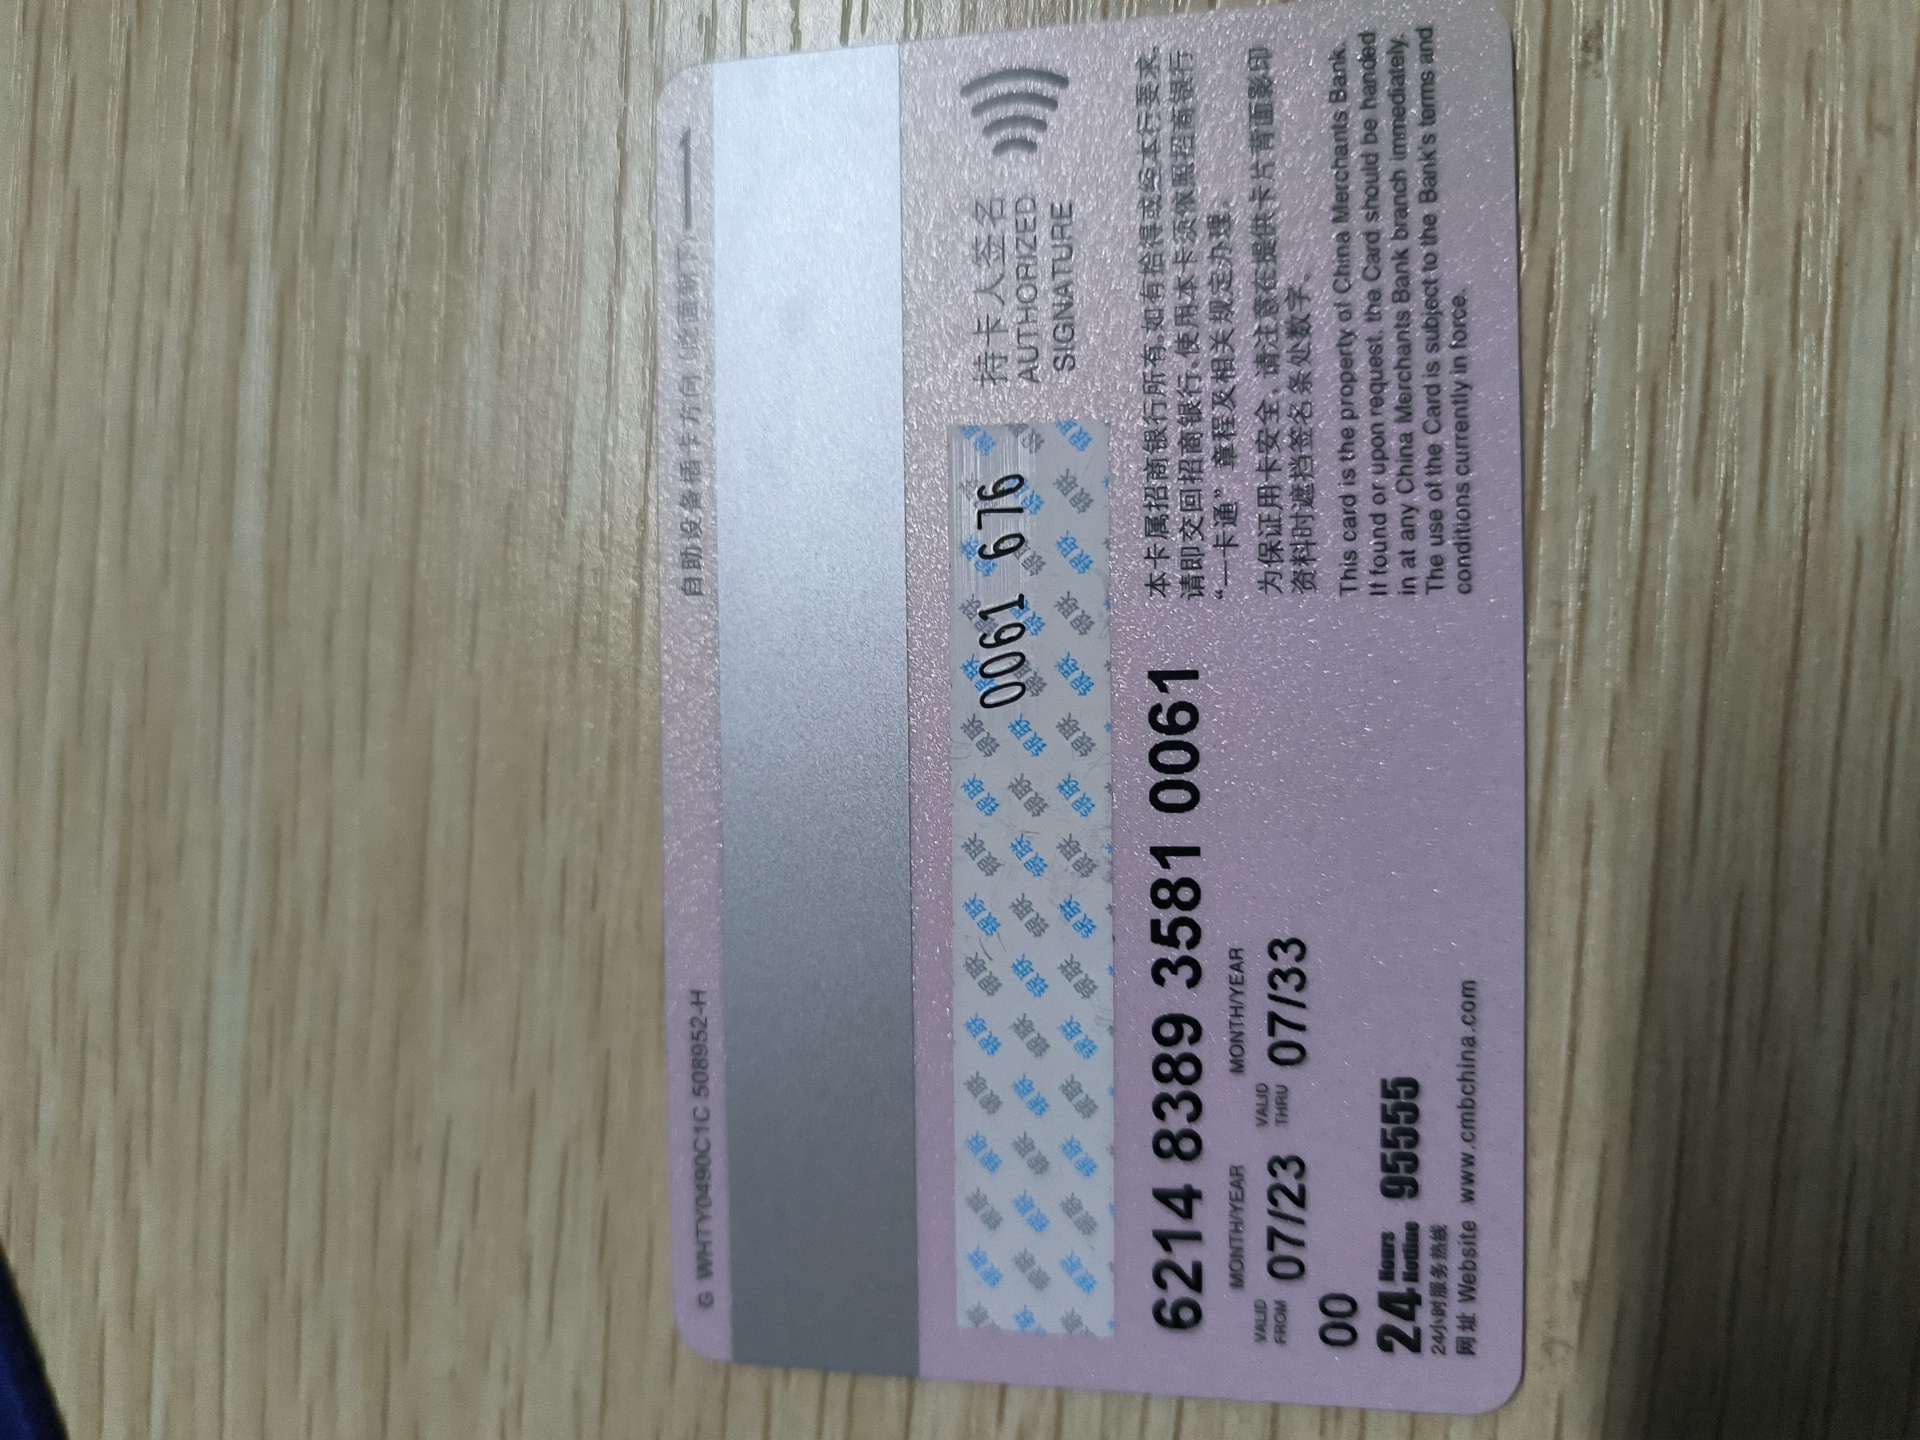 G WHTY0490C1C 508952-H
自助设备插卡方向
持卡人签名
AUTHORIZED
SIGNATURE
0061 676
6214 8389 3581 0061
MONTH/YEAR MONTH/YEAR
VALID FROM 07/23 VALID THRU 07/33
00
24 Hours Hotline 95555
24小时服务热线
网址 Website www.cmbchina.com
本卡属招商银行所有。如有拾得或经本行要求,
请即交回招商银行。使用本卡须依照招商银行
“一卡通”章程及相关规定办理。
为保证用卡安全,请注意在提供卡片背面影印
资料时遮挡签名条处数字。
This card is the property of China Merchants Bank.
If found or upon request, the Card should be handed
in at any China Merchants Bank branch immediately.
The use of the Card is subject to the Bank's terms and
conditions currently in force.